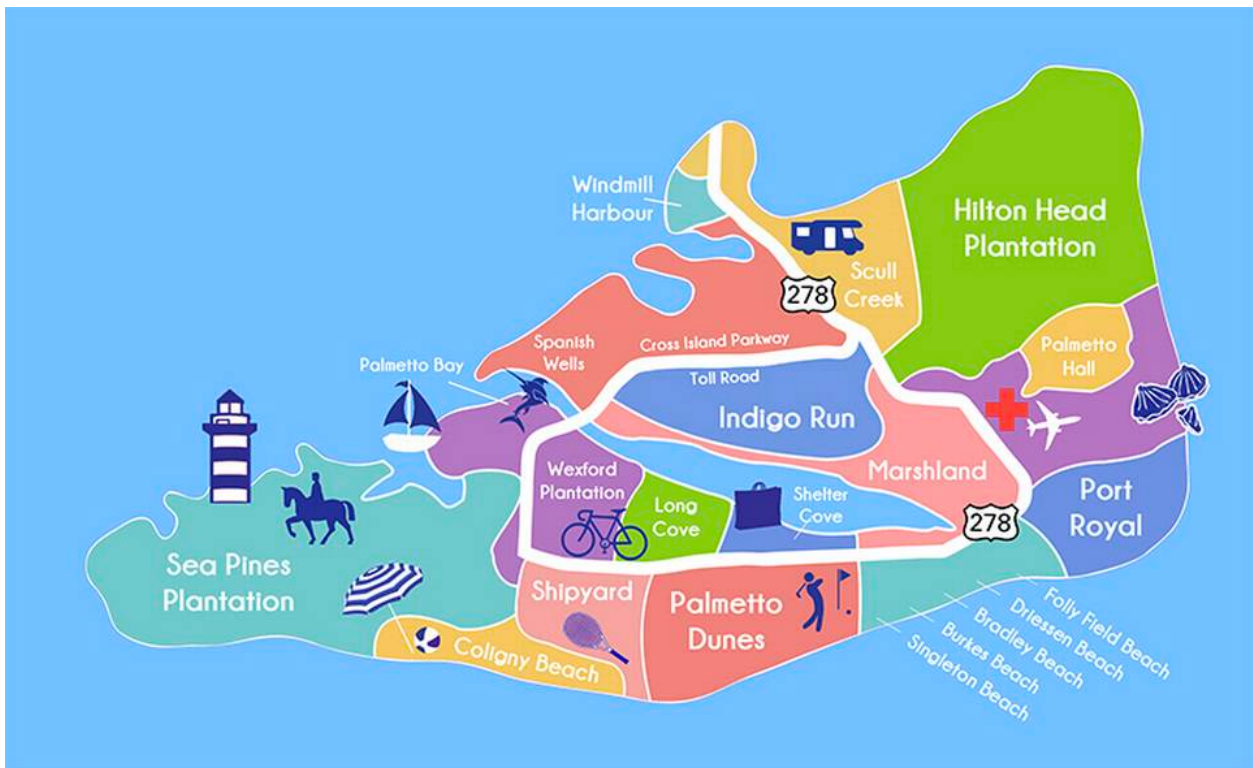 Windmill
Harbour
Hilton Head
Plantation
Scull
Creek
278
Spanish
Wells
Cross Island Parkway
Palmetto
Hall
Palmetto Bay
Toll Road
Indigo Run
Marshland
Wexford
Plantation
Long
Cove
Shelter
Cove
278
Port
Royal
Sea Pines
Plantation
Shipyard
Palmetto
Dunes
Coligny Beach
Folly Field Beach
Driessen Beach
Bradley Beach
Burkes Beach
Singleton Beach